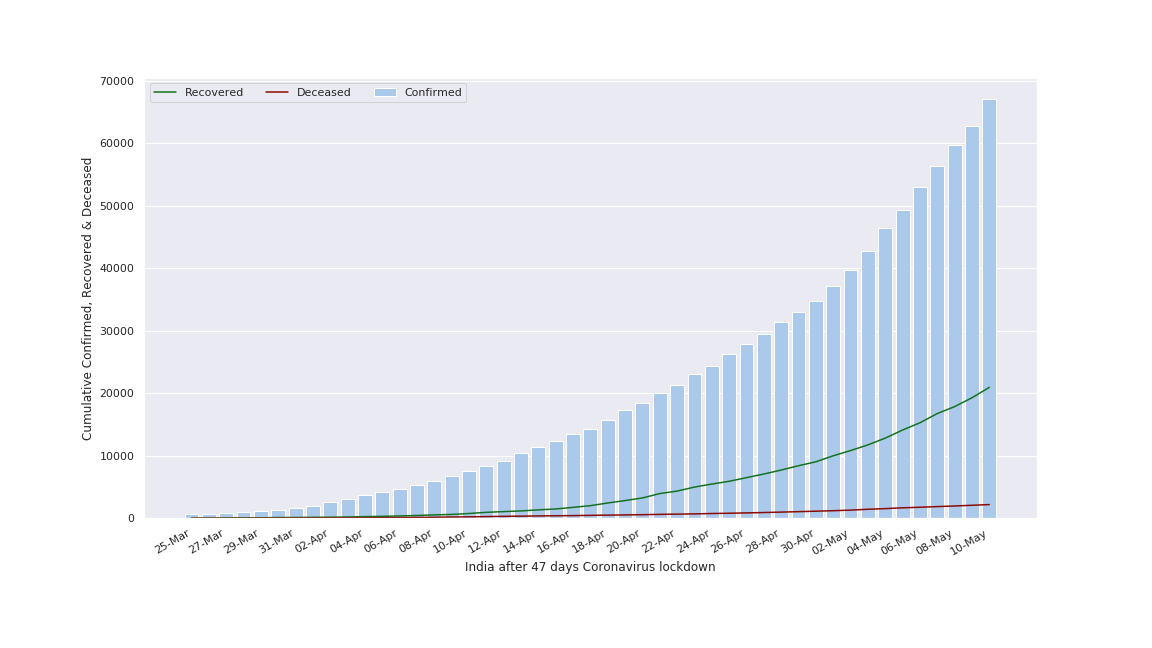 70000
Recovered Deceased Confirmed
60000
50000
40000
30000
20000
10000
0
Cumulative Confirmed, Recovered & Deceased
25-Mar 27-Mar 29-Mar 31-Mar 02-Apr 04-Apr 06-Apr 08-Apr 10-Apr 12-Apr 14-Apr 16-Apr 18-Apr 20-Apr 22-Apr 24-Apr 26-Apr 28-Apr 30-Apr 02-May 04-May 06-May 08-May 10-May
India after 47 days Coronavirus lockdown